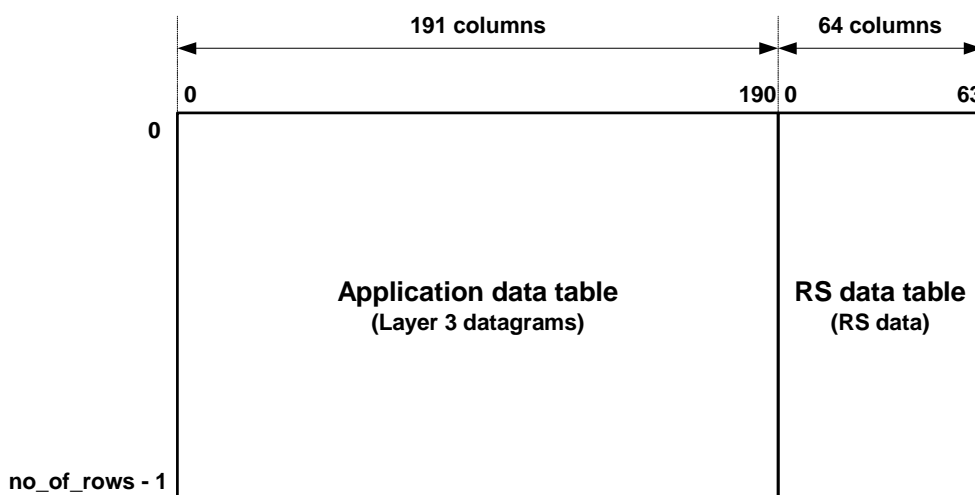 191 columns
64 columns
0
190
0
63
0
Application data table
(Layer 3 datagrams)
RS data table
(RS data)
no_of_rows - 1